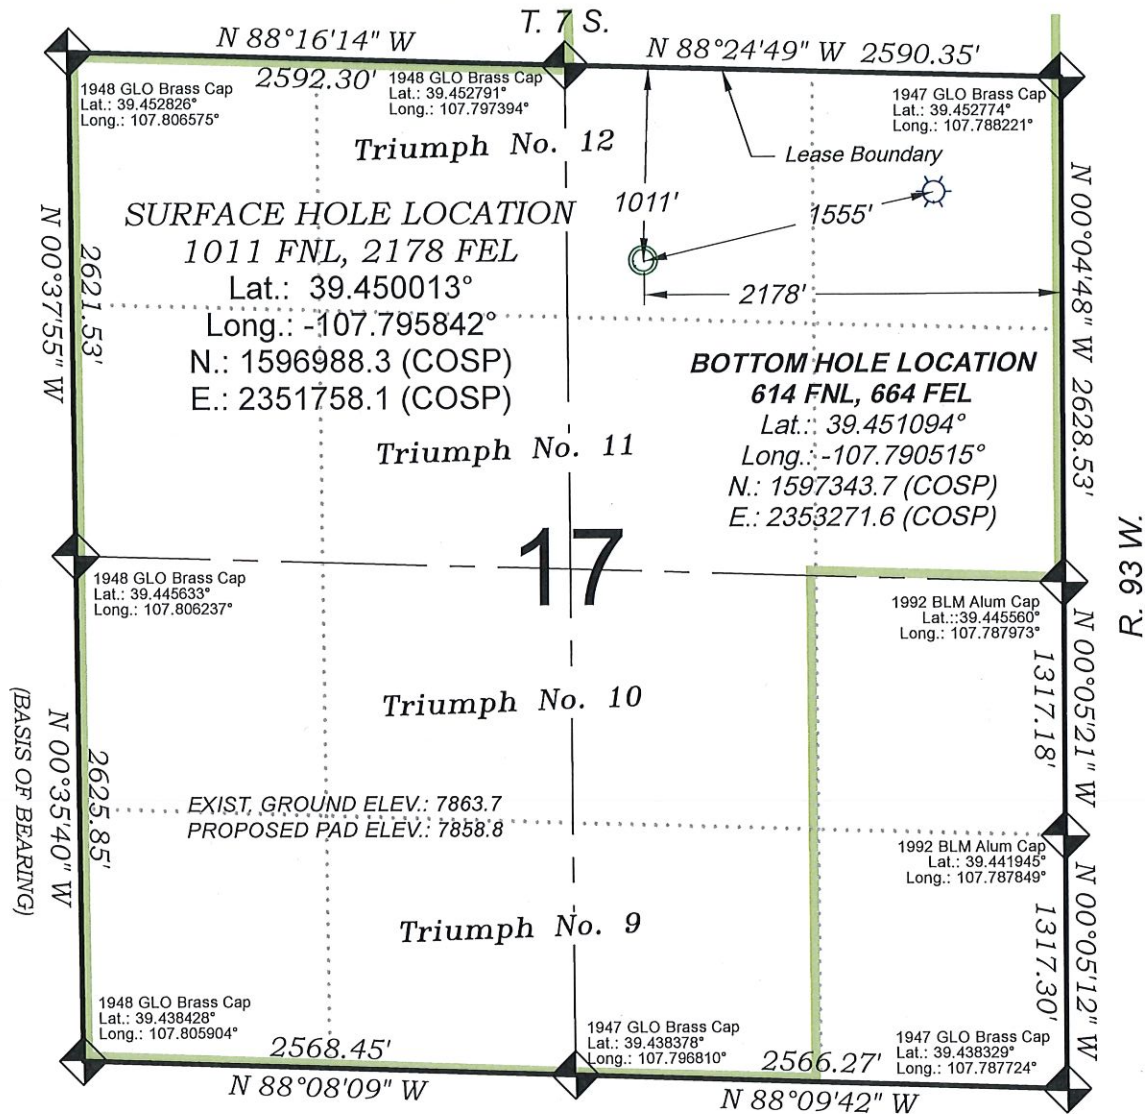 T. 7 S.
N 88°16'14" W
N 88°24'49" W 2590.35'
2592.30'
1948 GLO Brass Cap
Lat.: 39.452826°
Long.: 107.806575°
1948 GLO Brass Cap
Lat.: 39.452791°
Long.: 107.797394°
1947 GLO Brass Cap
Lat.: 39.452774°
Long.: 107.788221°
Triumph No. 12
Lease Boundary
1011'
1555'
2178'
SURFACE HOLE LOCATION
1011 FNL, 2178 FEL
Lat.: 39.450013°
Long.: -107.795842°
N.: 1596988.3 (COSP)
E.: 2351758.1 (COSP)
N 00°37'55" W
2621.53'
N 00°04'48" W 2628.53'
BOTTOM HOLE LOCATION
614 FNL, 664 FEL
Lat.: 39.451094°
Long.: -107.790515°
N.: 1597343.7 (COSP)
E.: 2353271.6 (COSP)
Triumph No. 11
17
R. 93 W.
1948 GLO Brass Cap
Lat.: 39.445633°
Long.: 107.806237°
1992 BLM Alum Cap
Lat.::39.445560°
Long.: 107.787973°
N 00°05'21" W
1317.18'
Triumph No. 10
(BASIS OF BEARING)
N 00°35'40" W
2625.85'
EXIST. GROUND ELEV.: 7863.7
PROPOSED PAD ELEV.: 7858.8
1992 BLM Alum Cap
Lat.: 39.441945°
Long.: 107.787849°
N 00°05'12" W
1317.30'
Triumph No. 9
1948 GLO Brass Cap
Lat.: 39.438428°
Long.: 107.805904°
1947 GLO Brass Cap
Lat.: 39.438378°
Long.: 107.796810°
1947 GLO Brass Cap
Lat.: 39.438329°
Long.: 107.787724°
2568.45'
2566.27'
N 88°08'09" W
N 88°09'42" W